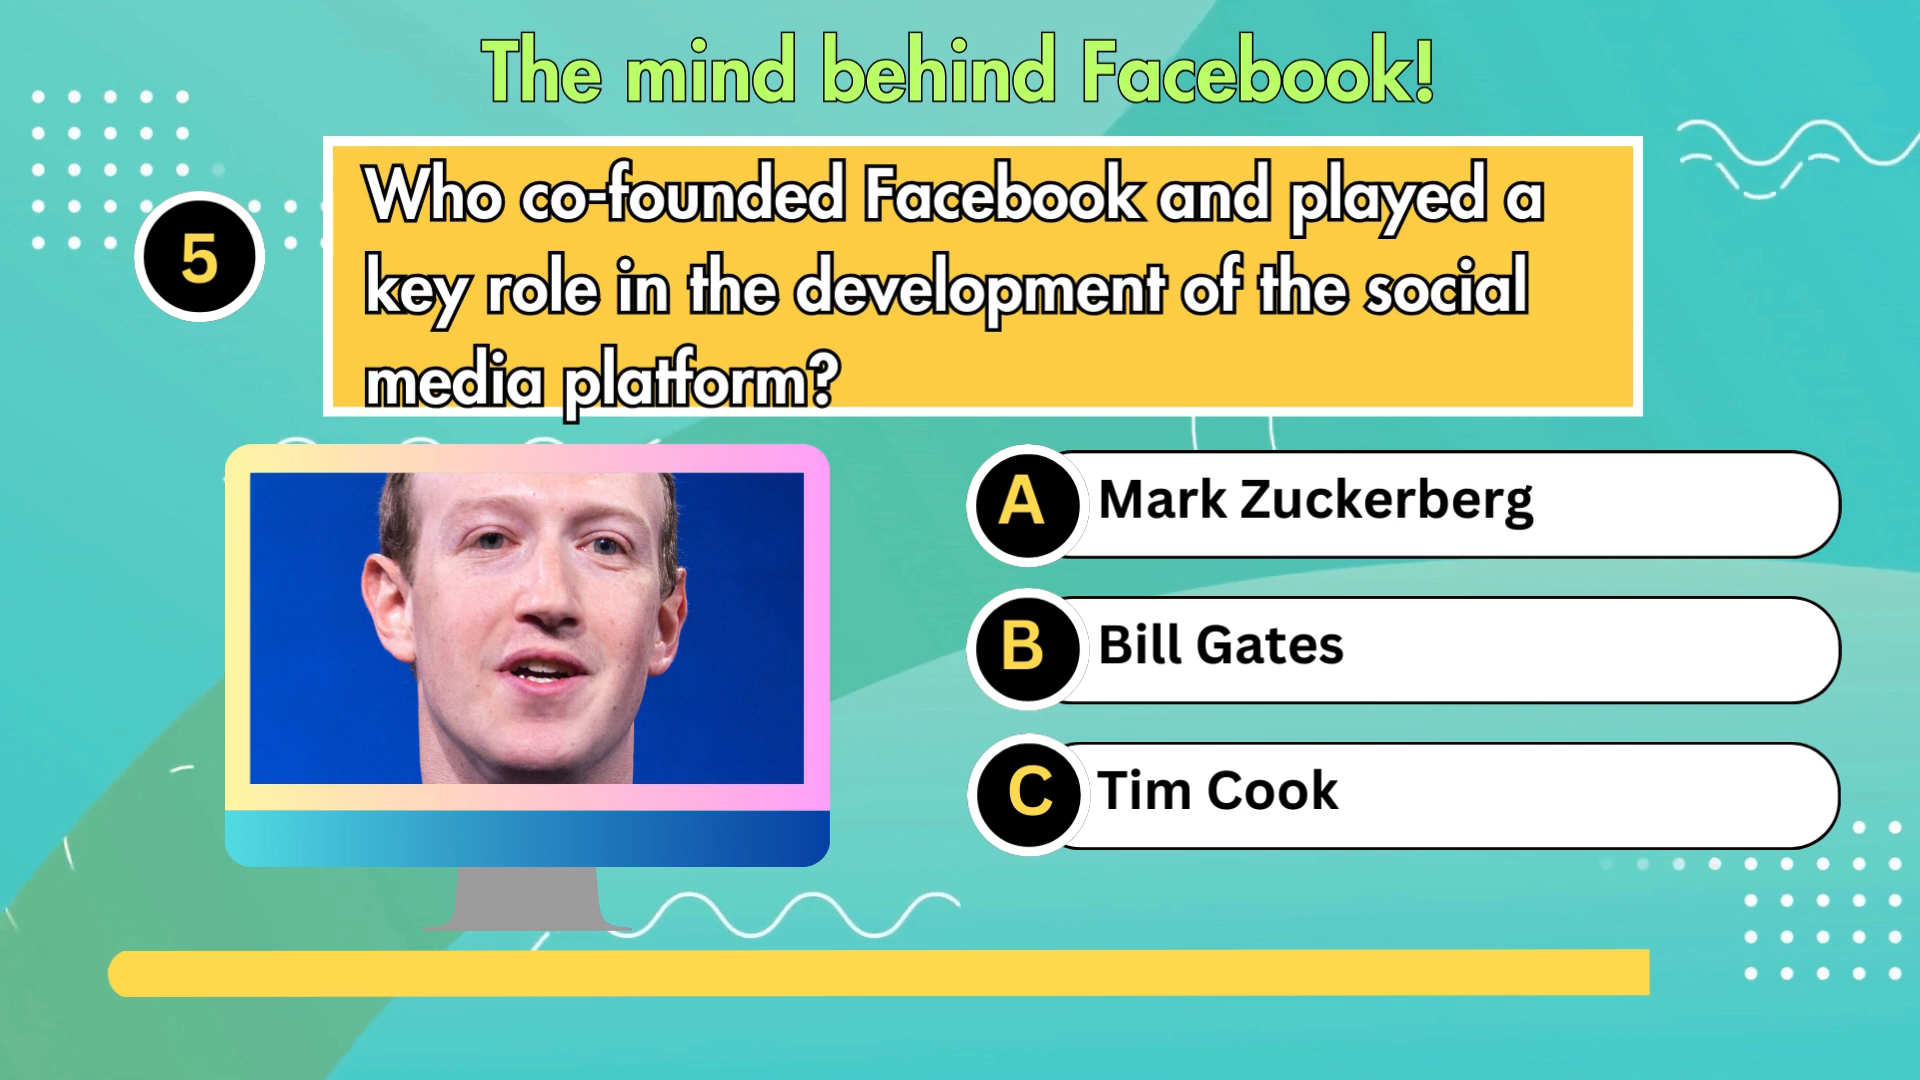 The mind behind Facebook!
5
Who co-founded Facebook and played a
key role in the development of the social
media platform?
A
Mark Zuckerberg
B
Bill Gates
C
Tim Cook